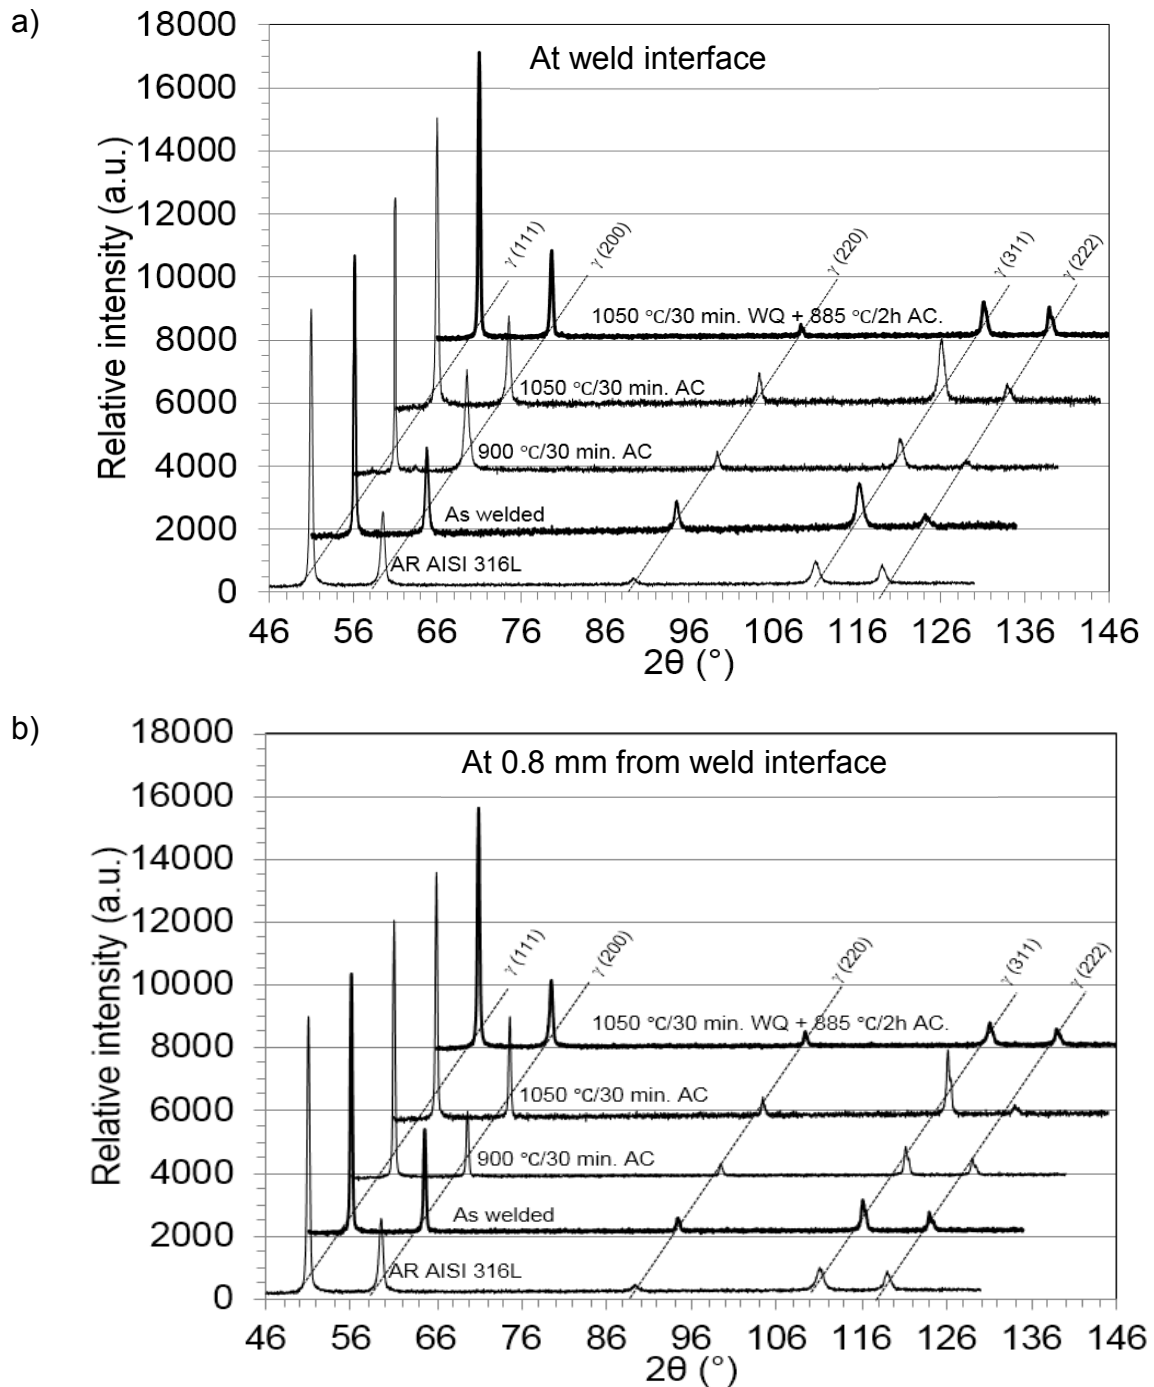 a)
18000
At weld interface
16000
14000
12000
γ (111)
γ (200)
γ (220)
γ (311)
γ (222)
10000
1050 °C/30 min. WQ + 885 °C/2h AC.
8000
1050 °C/30 min. AC
6000
900 °C/30 min. AC
4000
As welded
2000
AR AISI 316L
0
Relative intensity (a.u.)
46 56 66 76 86 96 106 116 126 136 146
2θ (°)
b)
18000
At 0.8 mm from weld interface
16000
14000
12000
γ (111)
γ (200)
γ (220)
γ (311)
γ (222)
10000
1050 °C/30 min. WQ + 885 °C/2h AC.
8000
1050 °C/30 min. AC
6000
900 °C/30 min. AC
4000
As welded
2000
AR AISI 316L
0
Relative intensity (a.u.)
46 56 66 76 86 96 106 116 126 136 146
2θ (°)